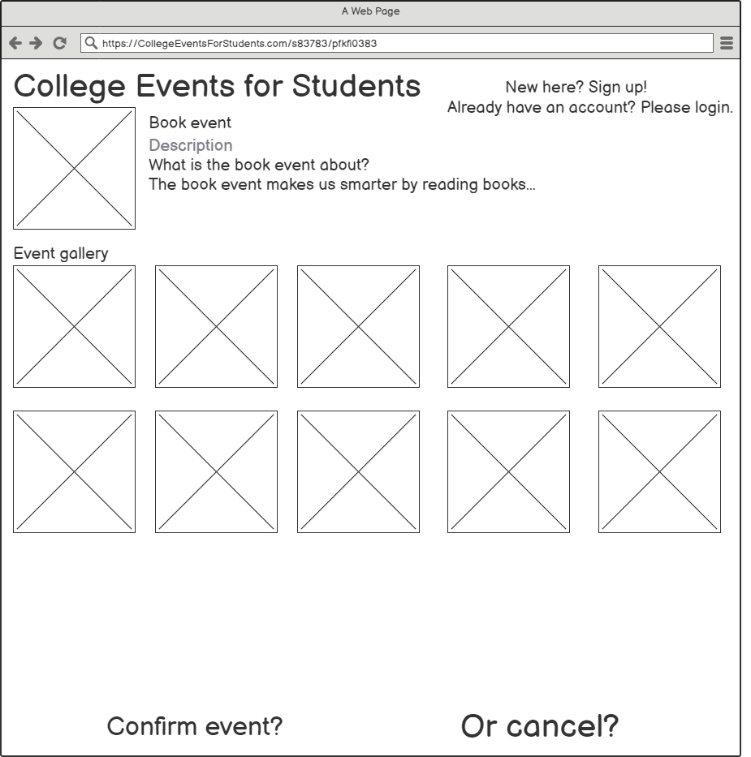 A Web Page
https://CollegeEventsForStudents.com/s83783/pfkfl0383
College Events for Students
New here? Sign up!
Already have an account? Please login.
Book event
Description
What is the book event about?
The book event makes us smarter by reading books...
Event gallery
Confirm event?
Or cancel?